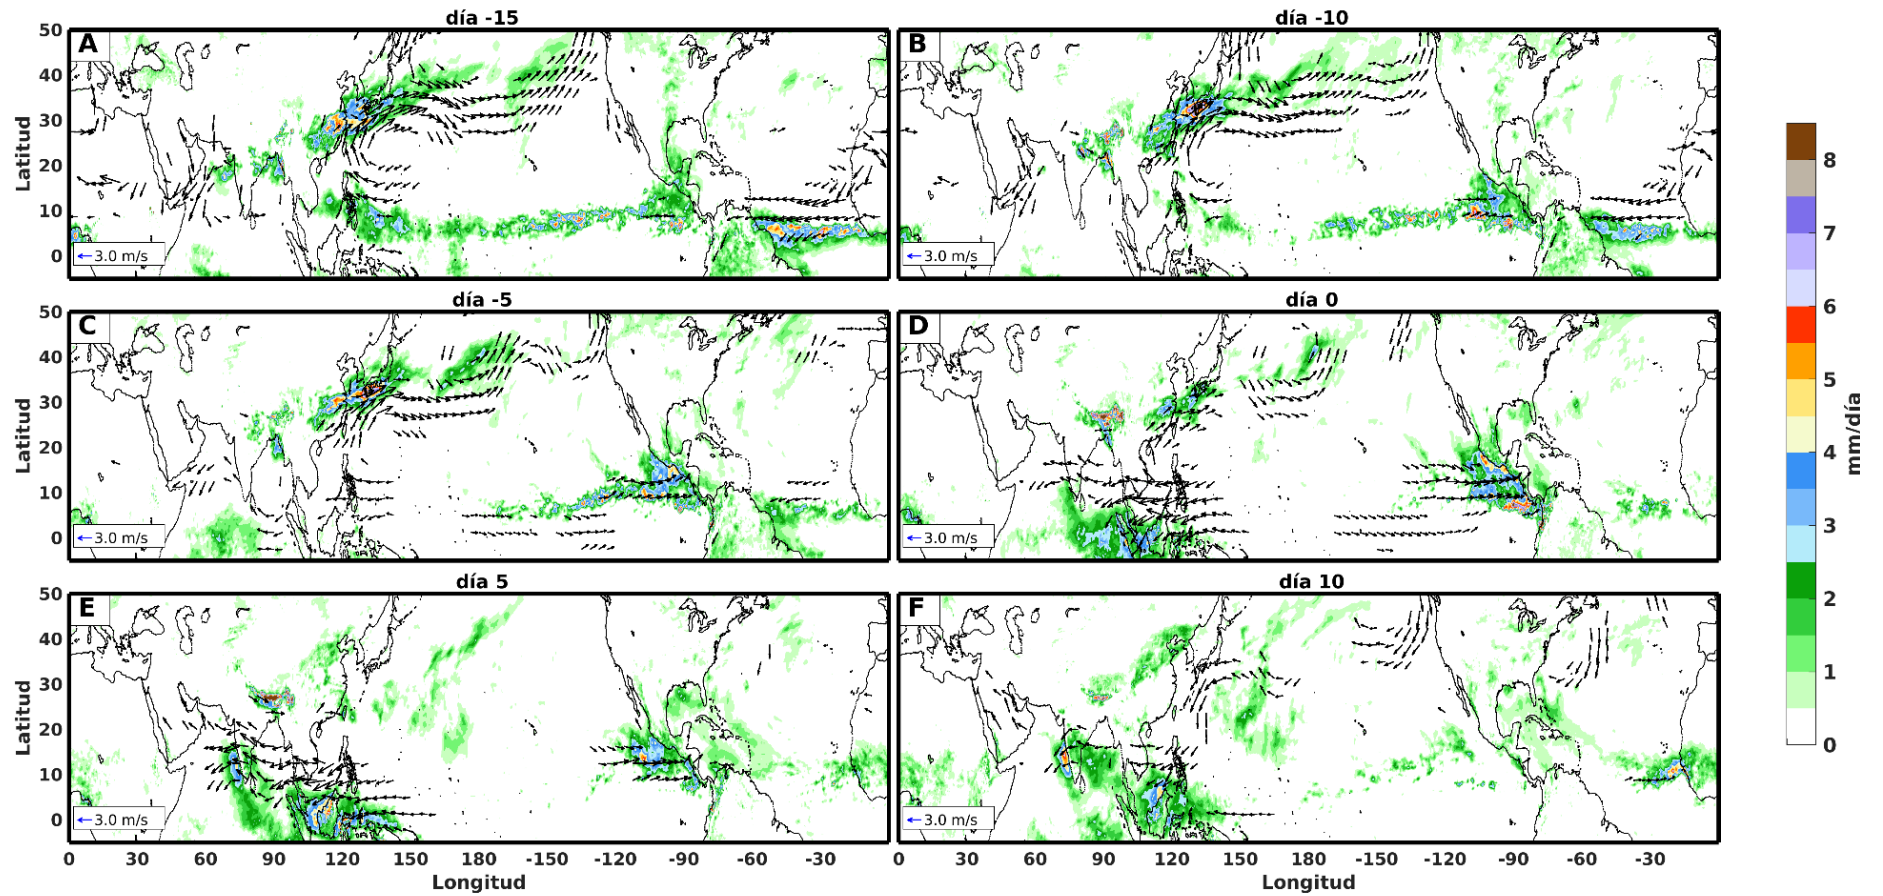 día -15
día -10
50
40
30
20
10
0
Latitud
A
3.0 m/s
B
3.0 m/s
día -5
día 0
50
40
30
20
10
0
Latitud
C
3.0 m/s
D
3.0 m/s
día 5
día 10
50
40
30
20
10
0
Latitud
E
3.0 m/s
F
3.0 m/s
0 30 60 90 120 150 180 -150 -120 -90 -60 -30
0 30 60 90 120 150 180 -150 -120 -90 -60 -30
Longitud
Longitud
8
7
6
5
4
3
2
1
0
mm/día